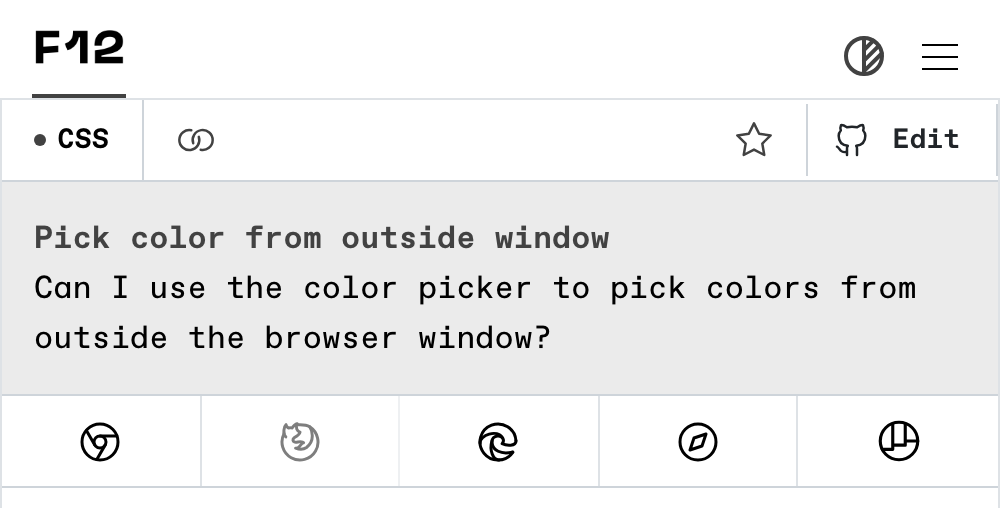 F12
CSS
Edit
Pick color from outside window
Can I use the color picker to pick colors from
outside the browser window?